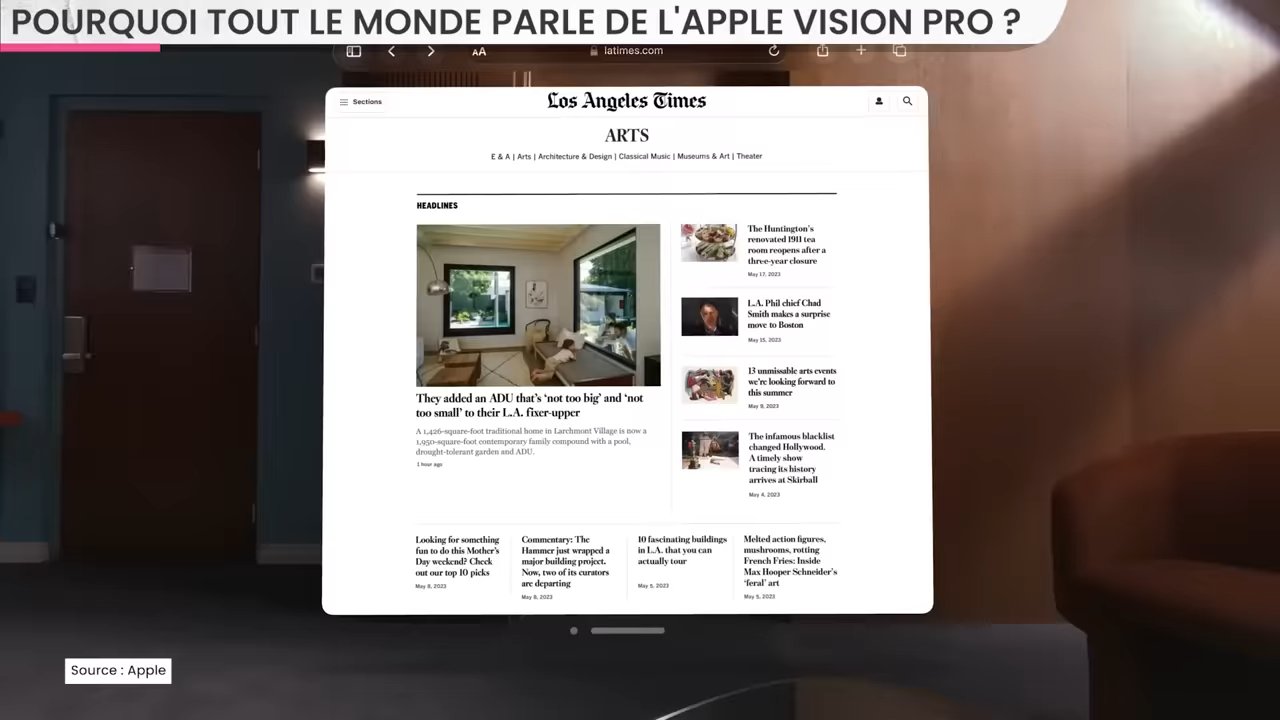 POURQUOI TOUT LE MONDE PARLE DE L'APPLE VISION PRO ?
AA
latimes.com
Sections
Los Angeles Times
ARTS
E & A | Arts | Architecture & Design | Classical Music | Museums & Art | Theater
HEADLINES
They added an ADU that's 'not too big' and 'not
too small' to their L.A. fixer-upper
A 1,426-square-foot traditional home in Larchmont Village is now a
1,950-square-foot contemporary family compound with a pool,
drought-tolerant garden and ADU.
1 hour ago
The Huntington's
renovated 1911 tea
room reopens after a
three-year closure
May 17, 2023
L.A. Phil chief Chad
Smith makes a surprise
move to Boston
May 15, 2023
13 unmissable arts events
we're looking forward to
this summer
May 9, 2023
The infamous blacklist
changed Hollywood.
A timely show
tracing its history
arrives at Skirball
May 4, 2023
Looking for something
fun to do this Mother's
Day weekend? Check
out our top 10 picks
May 8, 2023
Commentary: The
Hammer just wrapped a
major building project.
Now, two of its curators
are departing
May 8, 2023
10 fascinating buildings
in L.A. that you can
actually tour
May 5, 2023
Melted action figures,
mushrooms, rotting
French Fries: Inside
Max Hooper Schneider's
'feral' art
May 5, 2023
Source : Apple